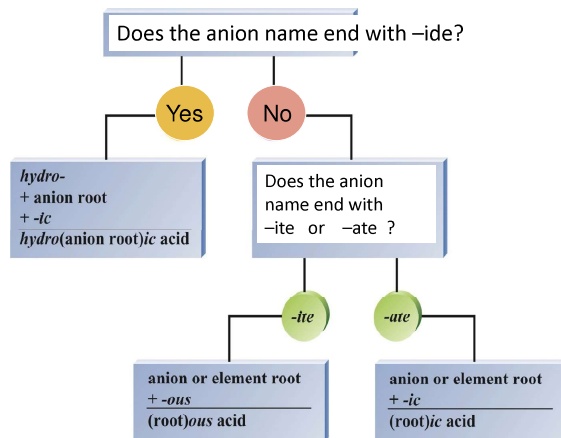 Does the anion name end with –ide?
Yes
No
hydro-
+ anion root
+ -ic
hydro(anion root)ic acid
Does the anion
name end with
–ite or –ate ?
-ite
-ate
anion or element root
+ -ous
(root)ous acid
anion or element root
+ -ic
(root)ic acid